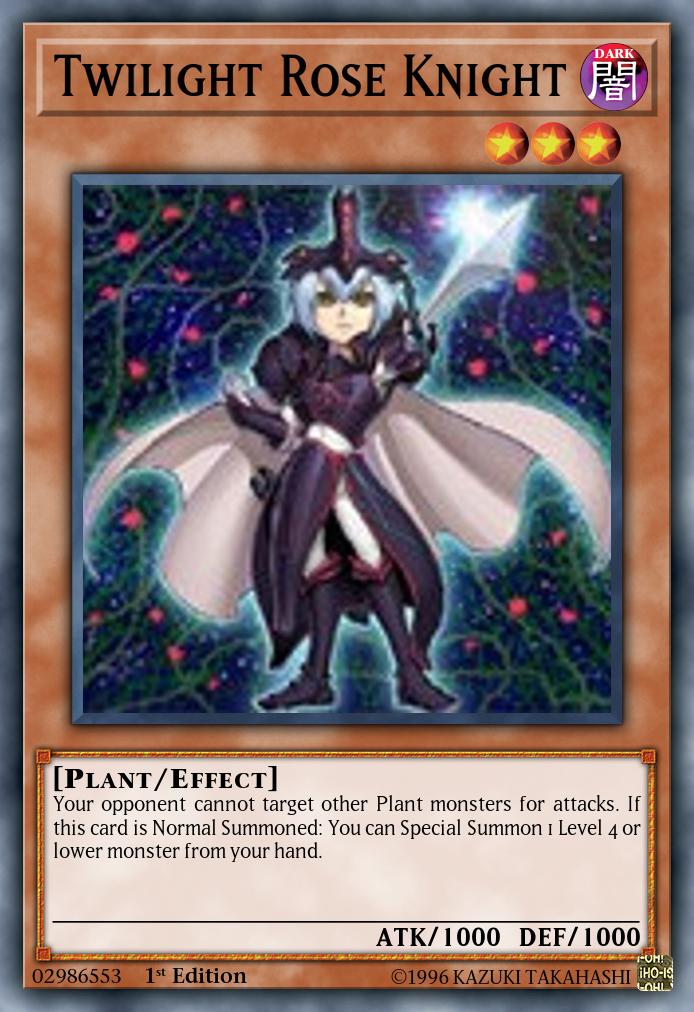 Twilight Rose Knight
DARK
闇
[Plant/Effect]
Your opponent cannot target other Plant monsters for attacks. If
this card is Normal Summoned: You can Special Summon 1 Level 4 or
lower monster from your hand.
ATK/1000 DEF/1000
02986553 1st Edition ©1996 KAZUKI TAKAHASHI